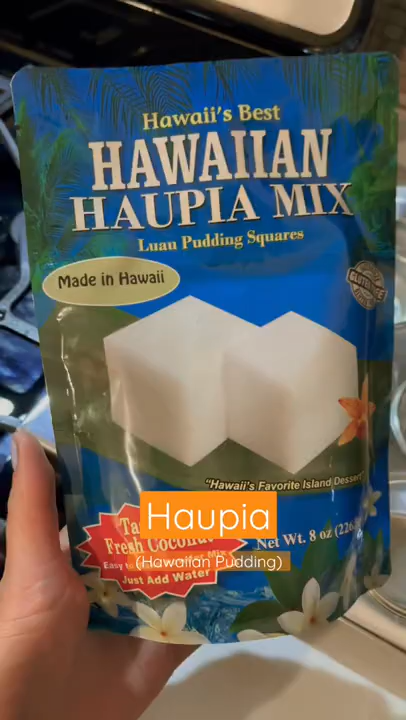 Hawaii's Best
HAWAIIAN
HAUPIA MIX
Luau Pudding Squares
Made in Hawaii
"Hawaii's Favorite Island Dessert"
Fresh Coconut
Just Add Water
Net Wt. 8 oz
Haupia
(Hawaiian Pudding)